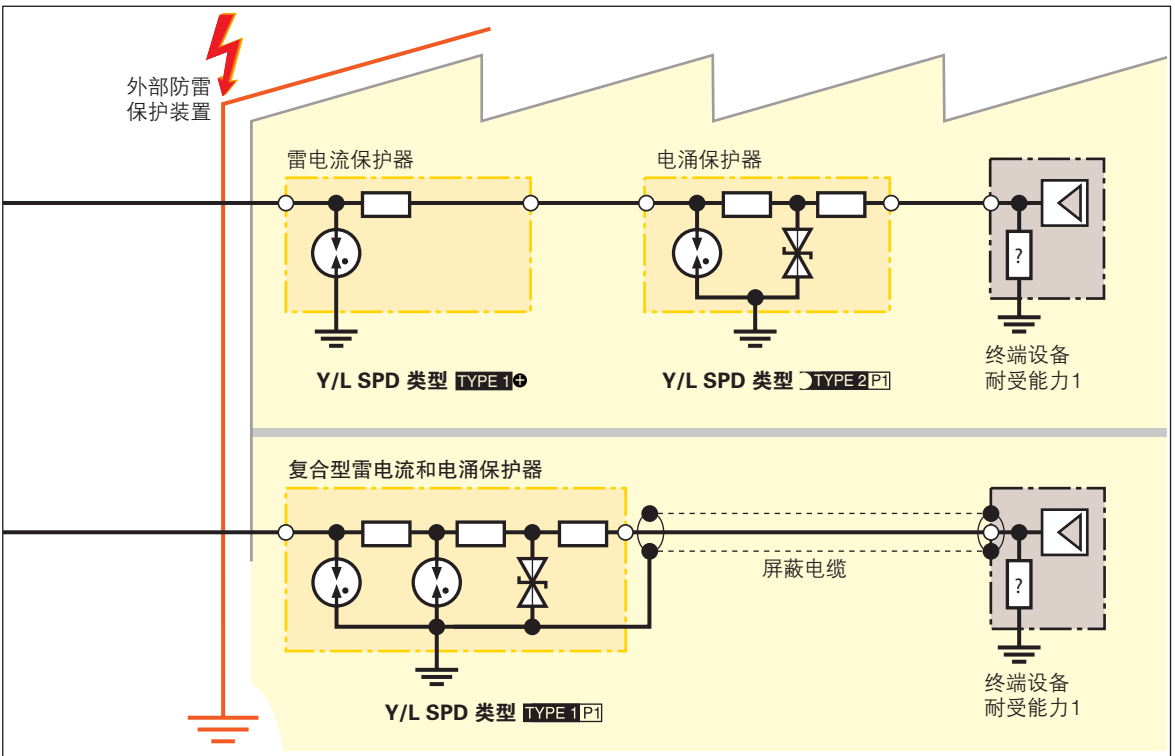 外部防雷
保护装置
雷电流保护器
电涌保护器
?
Y/L SPD 类型 TYPE 1
Y/L SPD 类型 TYPE 2 P1
终端设备
耐受能力1
复合型雷电流和电涌保护器
屏蔽电缆
?
Y/L SPD 类型 TYPE 1 P1
终端设备
耐受能力1